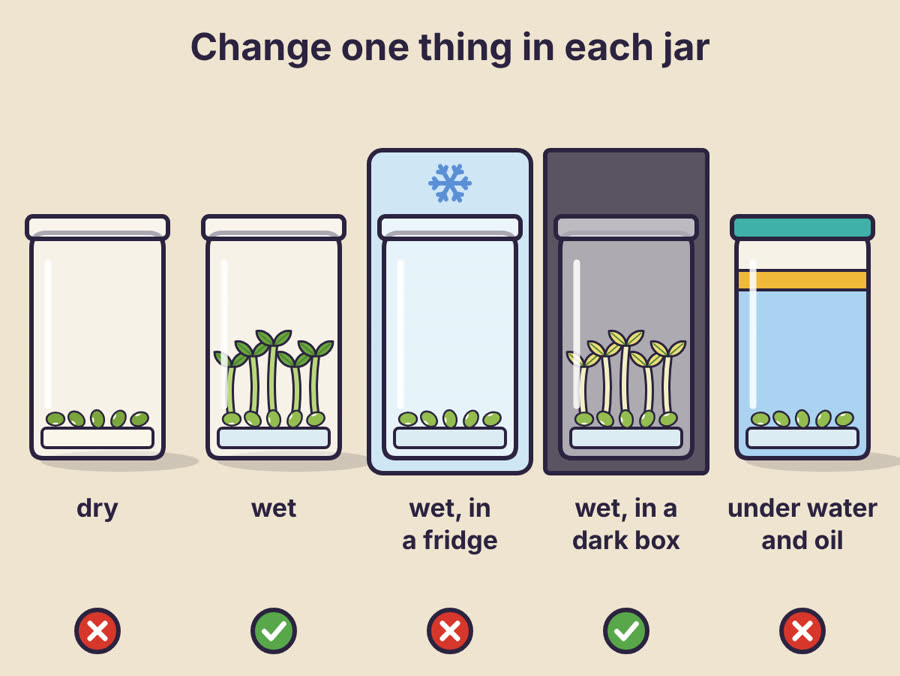 Change one thing in each jar
dry
wet
wet, in
a fridge
wet, in a
dark box
under water
and oil